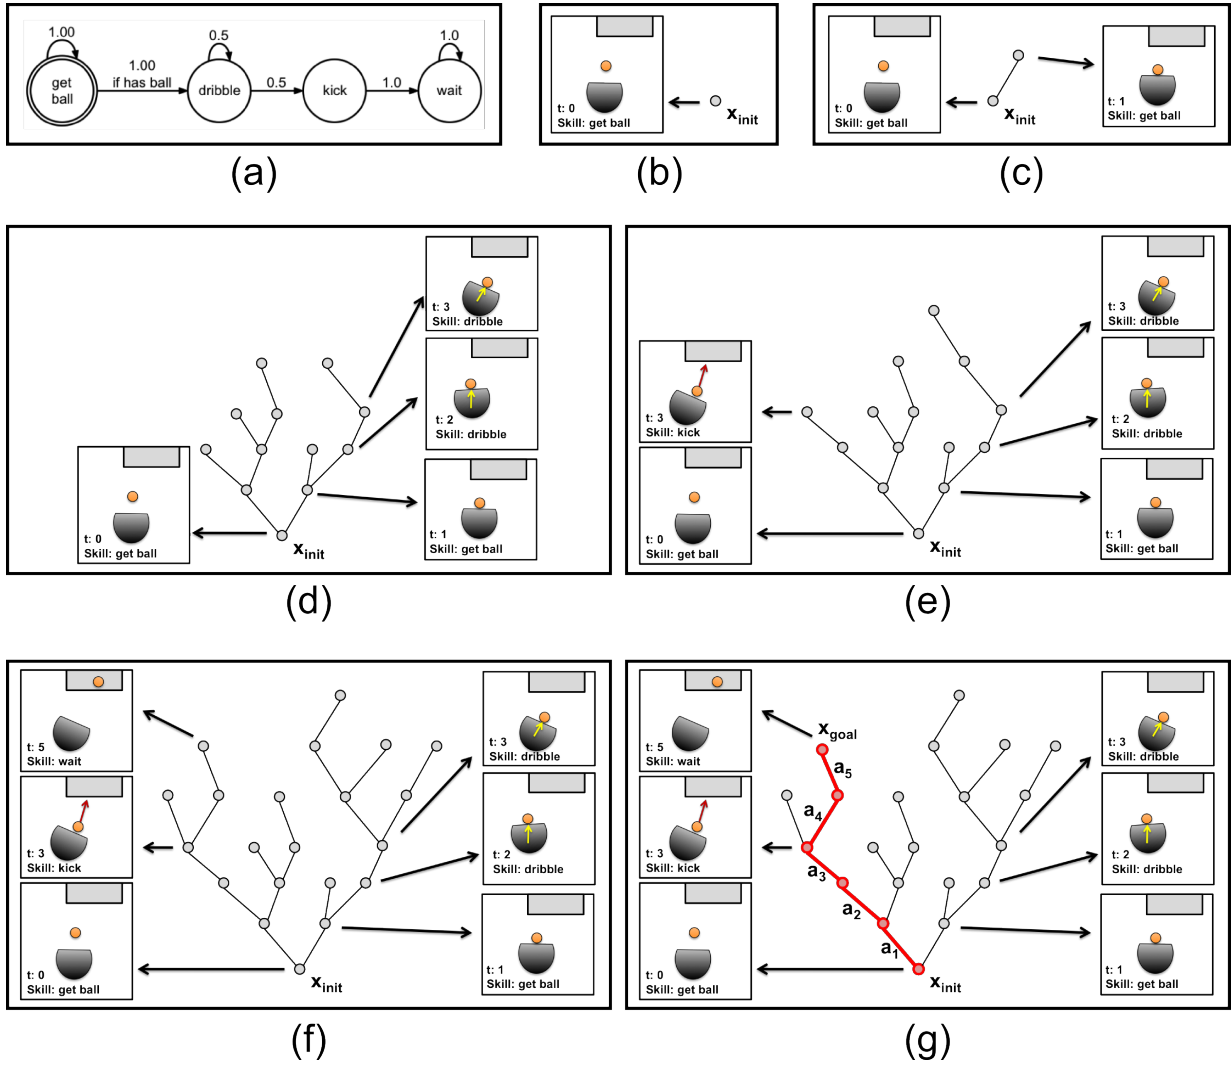 1.00
0.5
1.0
get
ball
1.00
if has ball
dribble
0.5
kick
1.0
wait
(a)
t: 0
Skill: get ball
xinit
(b)
t: 0
Skill: get ball
xinit
t: 1
Skill: get ball
(c)
t: 3
Skill: dribble
t: 2
Skill: dribble
t: 0
Skill: get ball
xinit
t: 1
Skill: get ball
(d)
t: 3
Skill: dribble
t: 3
Skill: kick
t: 2
Skill: dribble
t: 0
Skill: get ball
xinit
t: 1
Skill: get ball
(e)
t: 5
Skill: wait
t: 3
Skill: dribble
t: 3
Skill: kick
t: 2
Skill: dribble
t: 0
Skill: get ball
xinit
t: 1
Skill: get ball
(f)
t: 5
Skill: wait
xgoal
a5
a4
a3
a2
a1
t: 3
Skill: dribble
t: 3
Skill: kick
t: 2
Skill: dribble
t: 0
Skill: get ball
xinit
t: 1
Skill: get ball
(g)